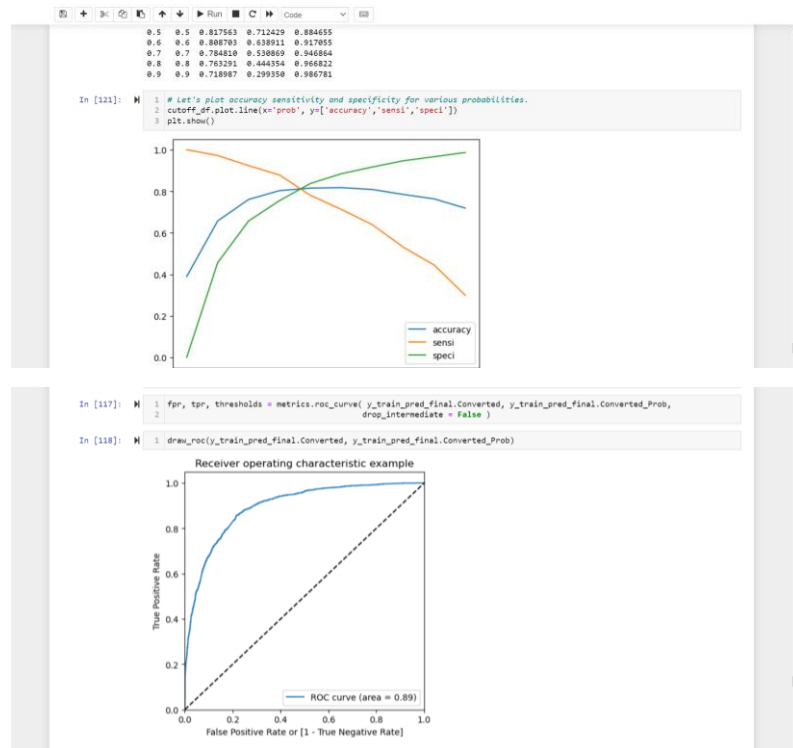 Run Code
0.5 0.5 0.817563 0.712429 0.884655
0.6 0.6 0.808703 0.638911 0.917055
0.7 0.7 0.784810 0.530869 0.946864
0.8 0.8 0.763291 0.444354 0.966822
0.9 0.9 0.718987 0.299350 0.986781
In [121]: 1 # Let's plot accuracy sensitivity and specificity for various probabilities.
2 cutoff_df.plot.line(x='prob', y=['accuracy','sensi','speci'])
3 plt.show()
1.0
0.8
0.6
0.4
0.2
0.0
accuracy
sensi
speci
In [117]: 1 fpr, tpr, thresholds = metrics.roc_curve( y_train_pred_final.Converted, y_train_pred_final.Converted_Prob,
2 drop_intermediate = False )
In [118]: 1 draw_roc(y_train_pred_final.Converted, y_train_pred_final.Converted_Prob)
Receiver operating characteristic example
1.0
0.8
0.6
0.4
0.2
0.0
True Positive Rate
ROC curve (area = 0.89)
0.0 0.2 0.4 0.6 0.8 1.0
False Positive Rate or [1 - True Negative Rate]